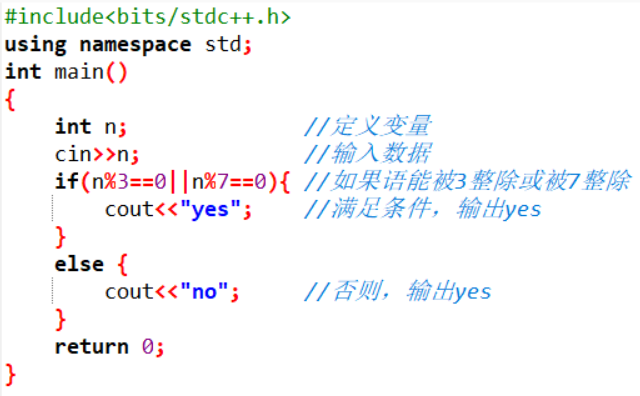 #include<bits/stdc++.h>
using namespace std;
int main()
{
    int n;              //定义变量
    cin>>n;             //输入数据
    if(n%3==0||n%7==0){ //如果语能被3整除或被7整除
        cout<<"yes";    //满足条件，输出yes
    }
    else {
        cout<<"no";     //否则，输出yes
    }
    return 0;
}